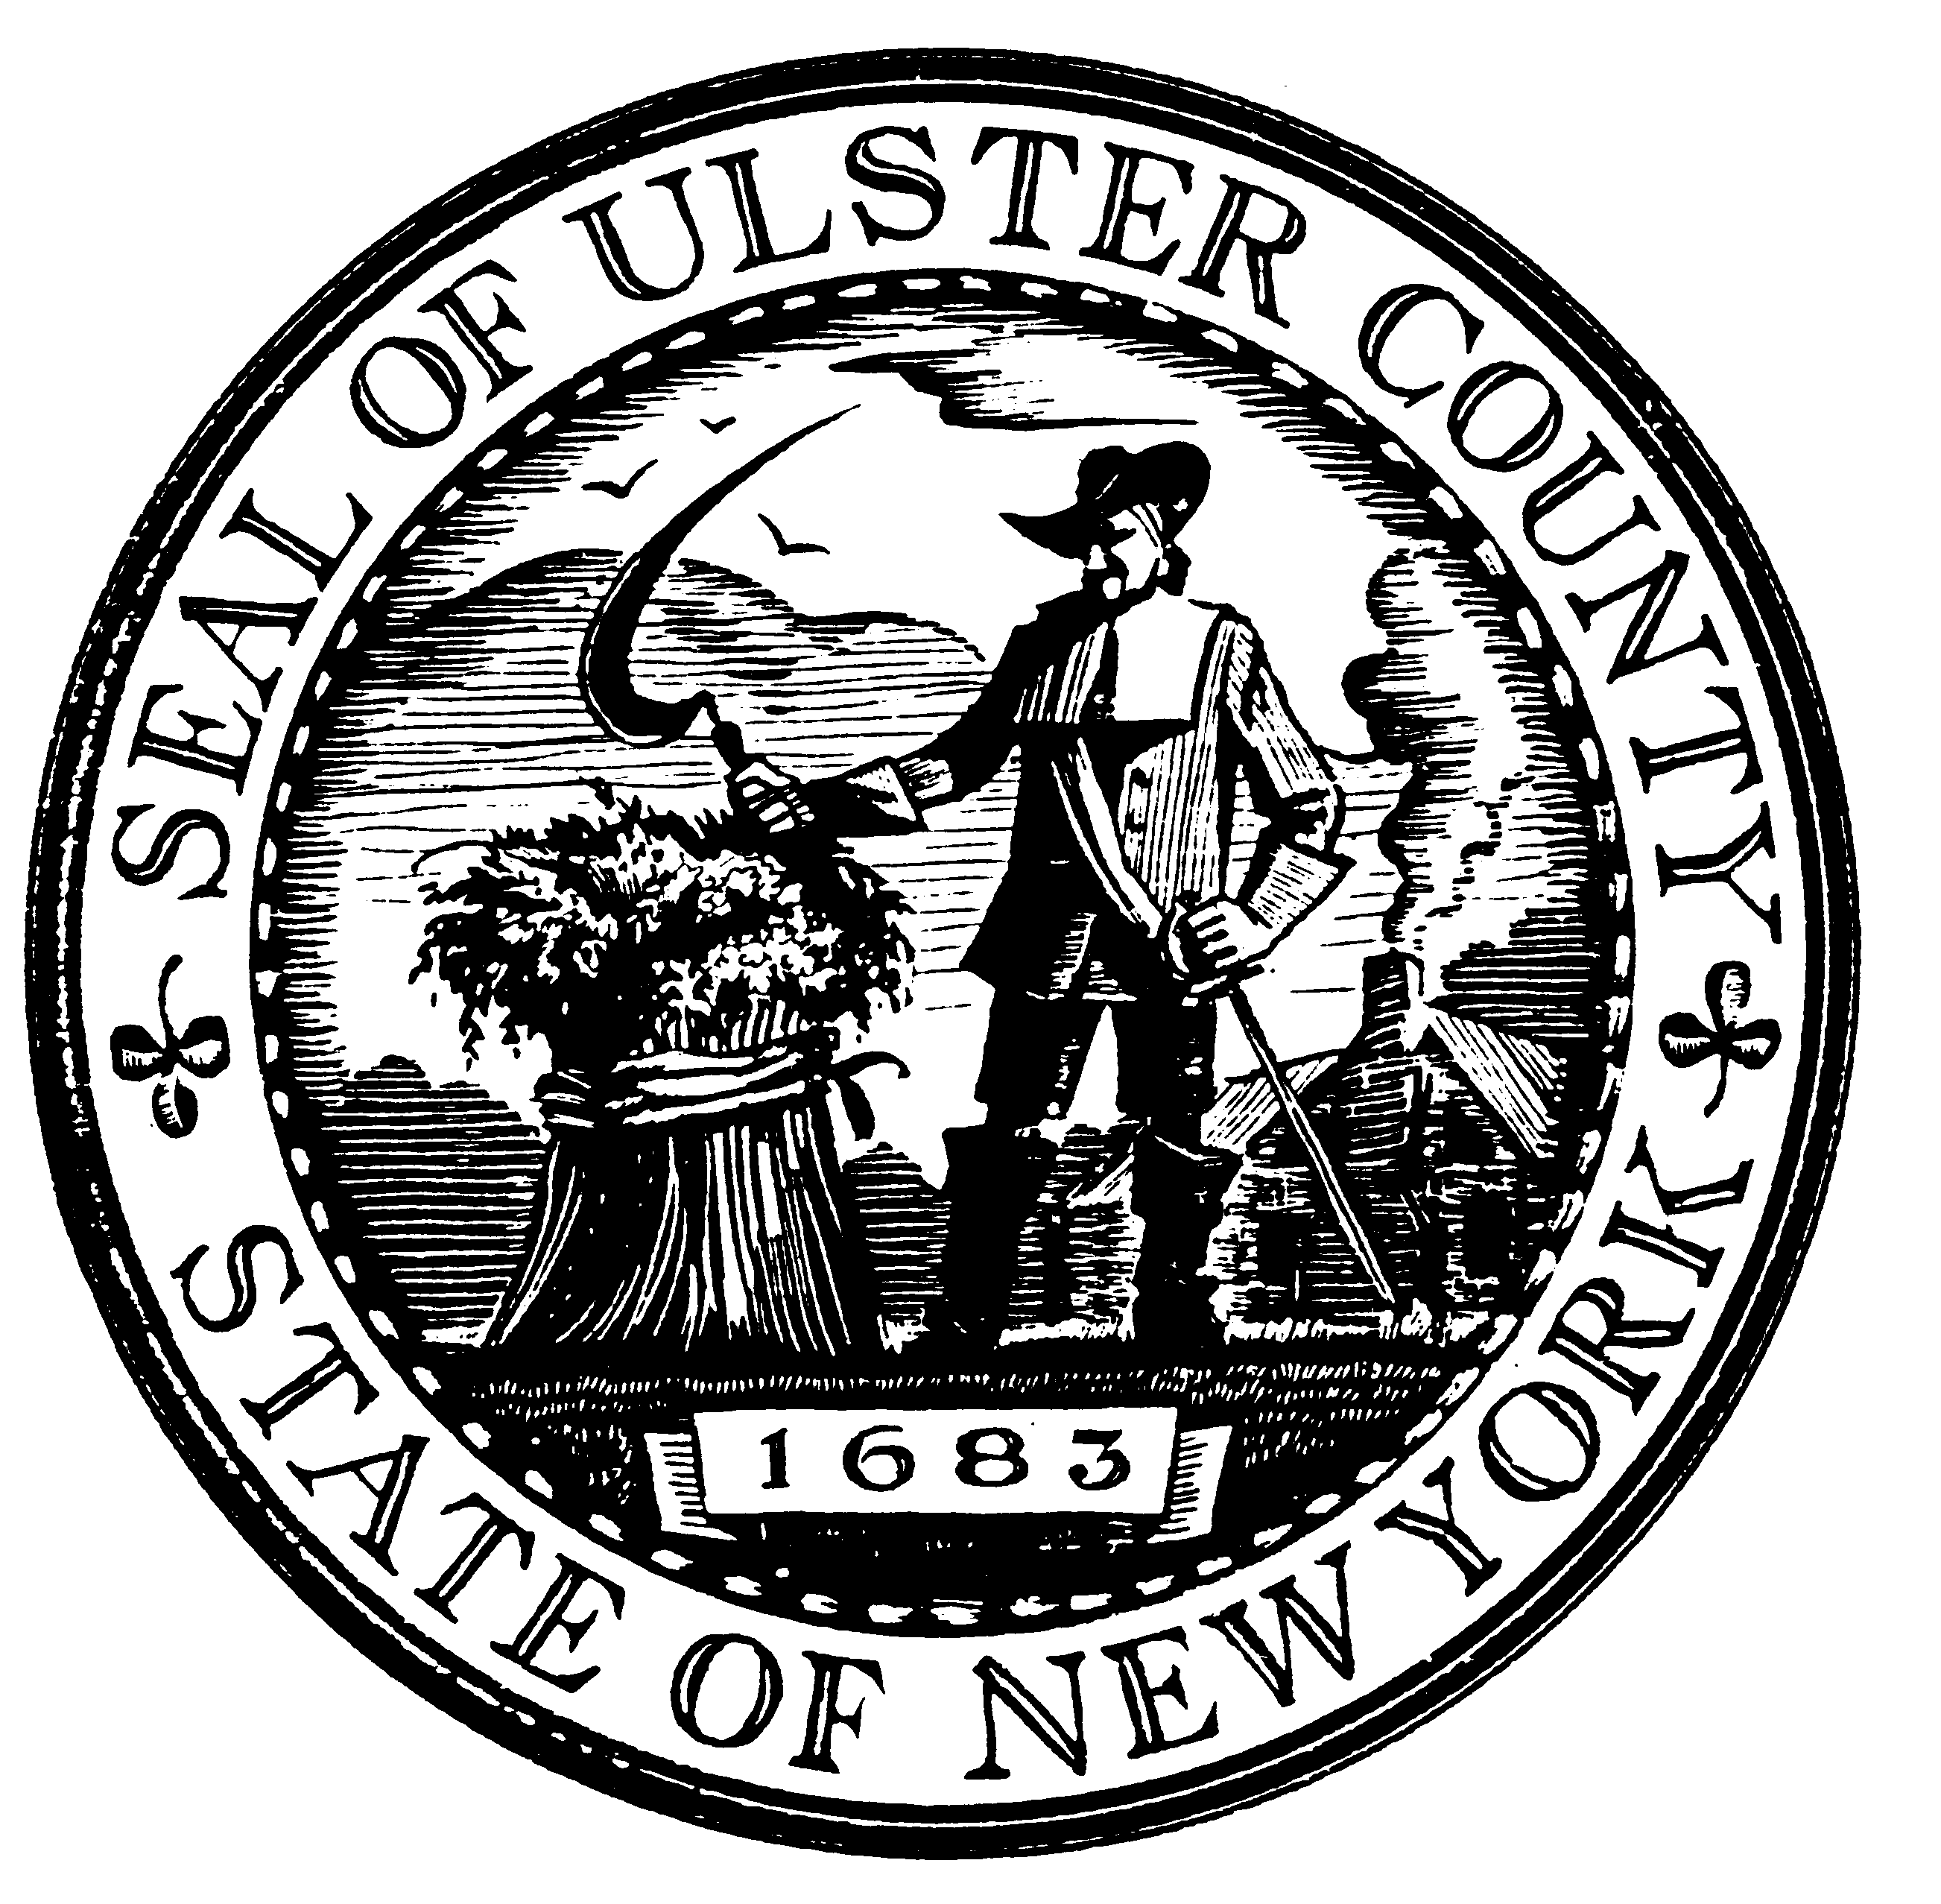 SEAL OF ULSTER COUNTY
STATE OF NEW YORK
1683